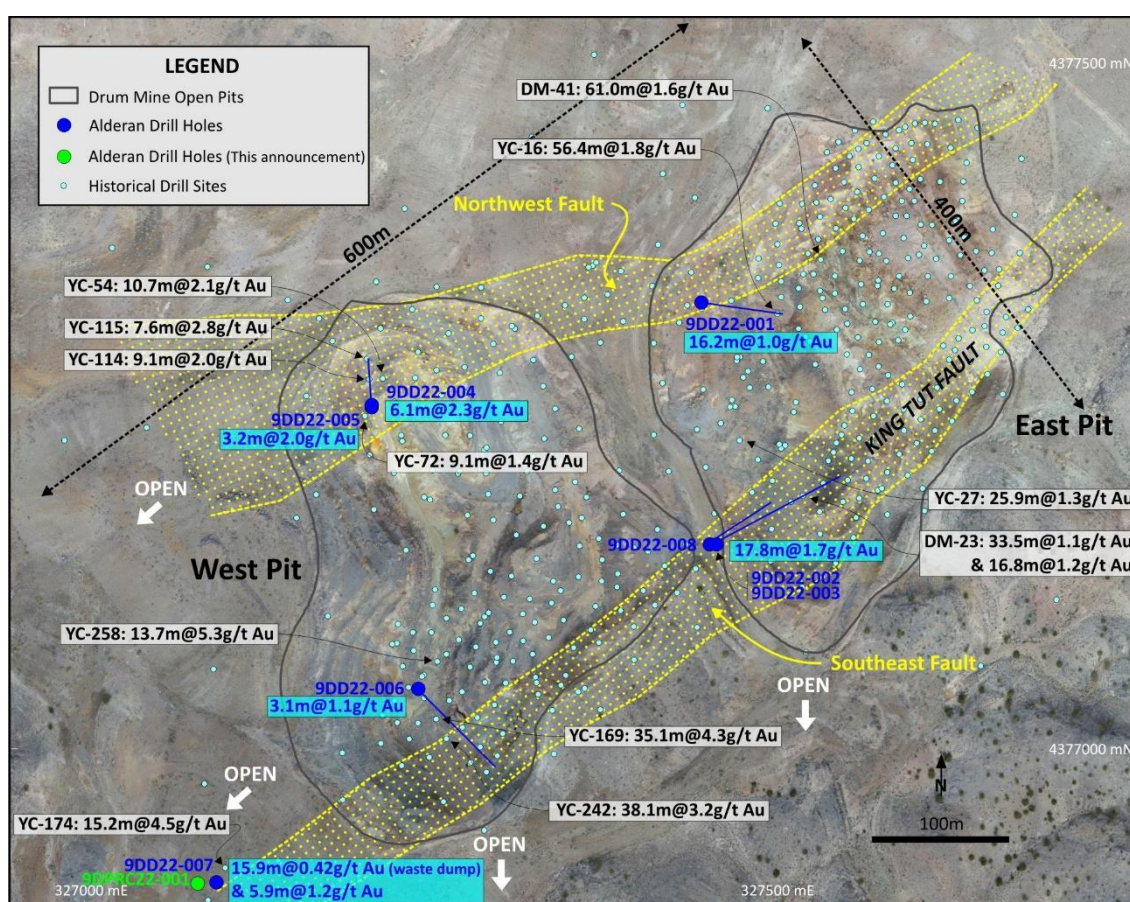 LEGEND
Drum Mine Open Pits
Alderan Drill Holes
Alderan Drill Holes (This announcement)
Historical Drill Sites
4377500 mN
DM-41: 61.0m@1.6g/t Au
YC-16: 56.4m@1.8g/t Au
Northwest Fault
600m
400m
YC-54: 10.7m@2.1g/t Au
YC-115: 7.6m@2.8g/t Au
YC-114: 9.1m@2.0g/t Au
9DD22-001
16.2m@1.0g/t Au
9DD22-004
6.1m@2.3g/t Au
9DD22-005
3.2m@2.0g/t Au
KING TUT FAULT
East Pit
YC-72: 9.1m@1.4g/t Au
OPEN
YC-27: 25.9m@1.3g/t Au
West Pit
9DD22-008
17.8m@1.7g/t Au
DM-23: 33.5m@1.1g/t Au
& 16.8m@1.2g/t Au
9DD22-002
9DD22-003
YC-258: 13.7m@5.3g/t Au
Southeast Fault
9DD22-006
3.1m@1.1g/t Au
OPEN
YC-169: 35.1m@4.3g/t Au
4377000 mN
OPEN
N
YC-174: 15.2m@4.5g/t Au
YC-242: 38.1m@3.2g/t Au
100m
OPEN
9DD22-007
15.9m@0.42g/t Au (waste dump)
& 5.9m@1.2g/t Au
327000 mE
327500 mE